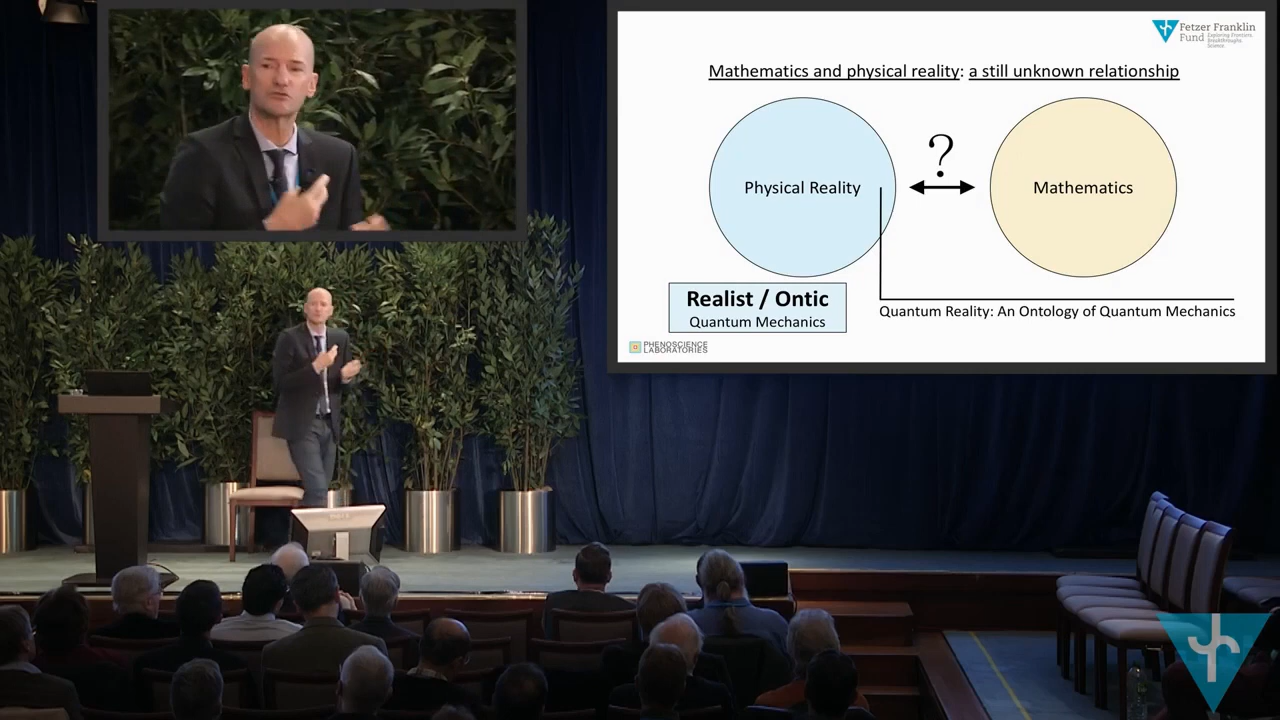 Fetzer Franklin
Fund
Exploring Frontiers.
Breakthroughs
Science.
Mathematics and physical reality: a still unknown relationship
?
Physical Reality
Mathematics
Realist / Ontic
Quantum Mechanics
Quantum Reality: An Ontology of Quantum Mechanics
PHENOSCIENCE
LABORATORIES